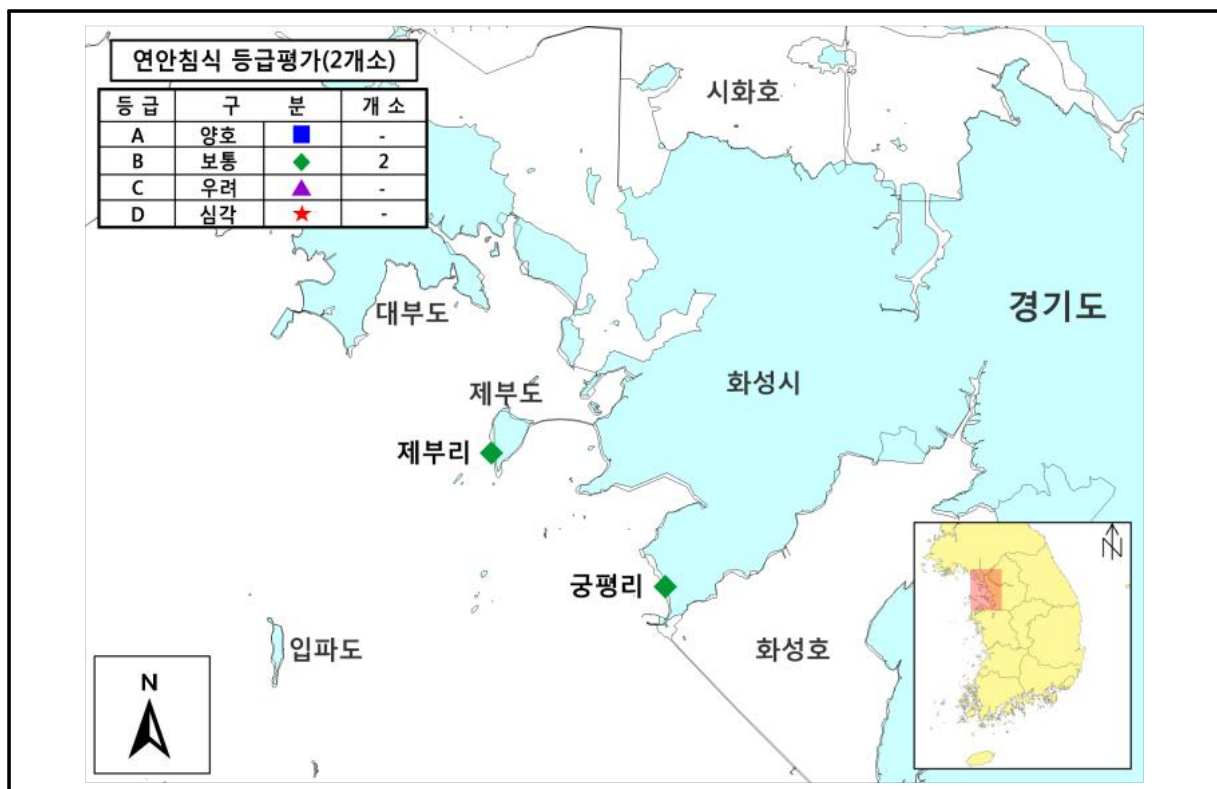 연안침식 등급평가(2개소)
등 급 구 분 개 소
A 양호 -
B 보통 2
C 우려 -
D 심각 -
시화호
경기도
대부도
화성시
제부도
제부리
궁평리
입파도
화성호
N
N